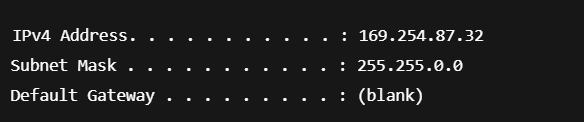 IPv4 Address. . . . . . . . . . . : 169.254.87.32
Subnet Mask . . . . . . . . . . . : 255.255.0.0
Default Gateway . . . . . . . . . : (blank)